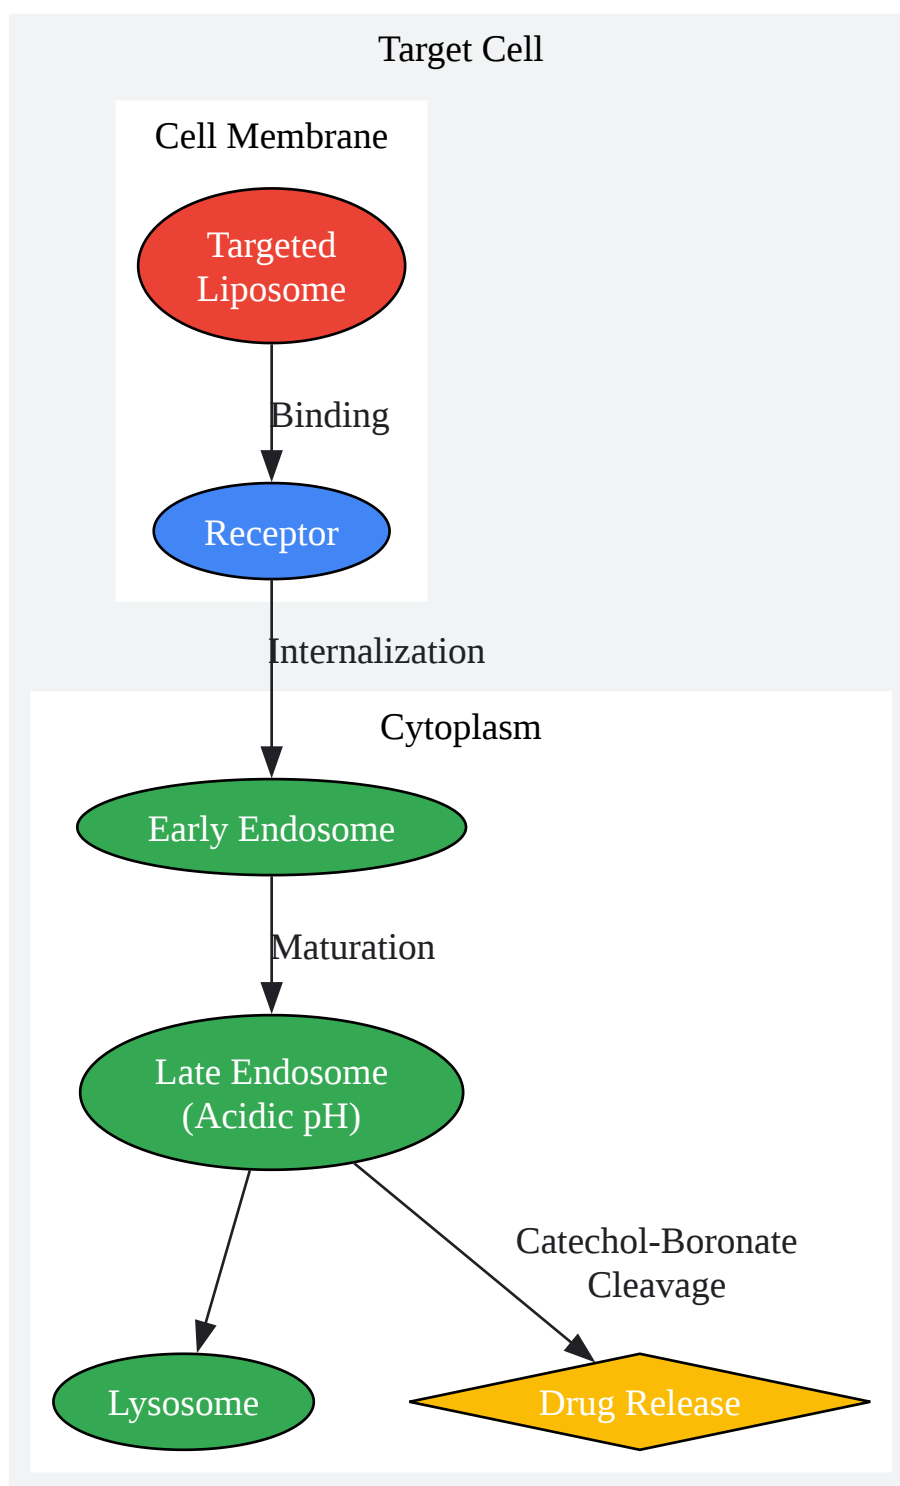 Target Cell
Cell Membrane
Targeted
Liposome
Binding
Receptor
Internalization
Cytoplasm
Early Endosome
Maturation
Late Endosome
(Acidic pH)
Catechol-Boronate
Cleavage
Lysosome
Drug Release